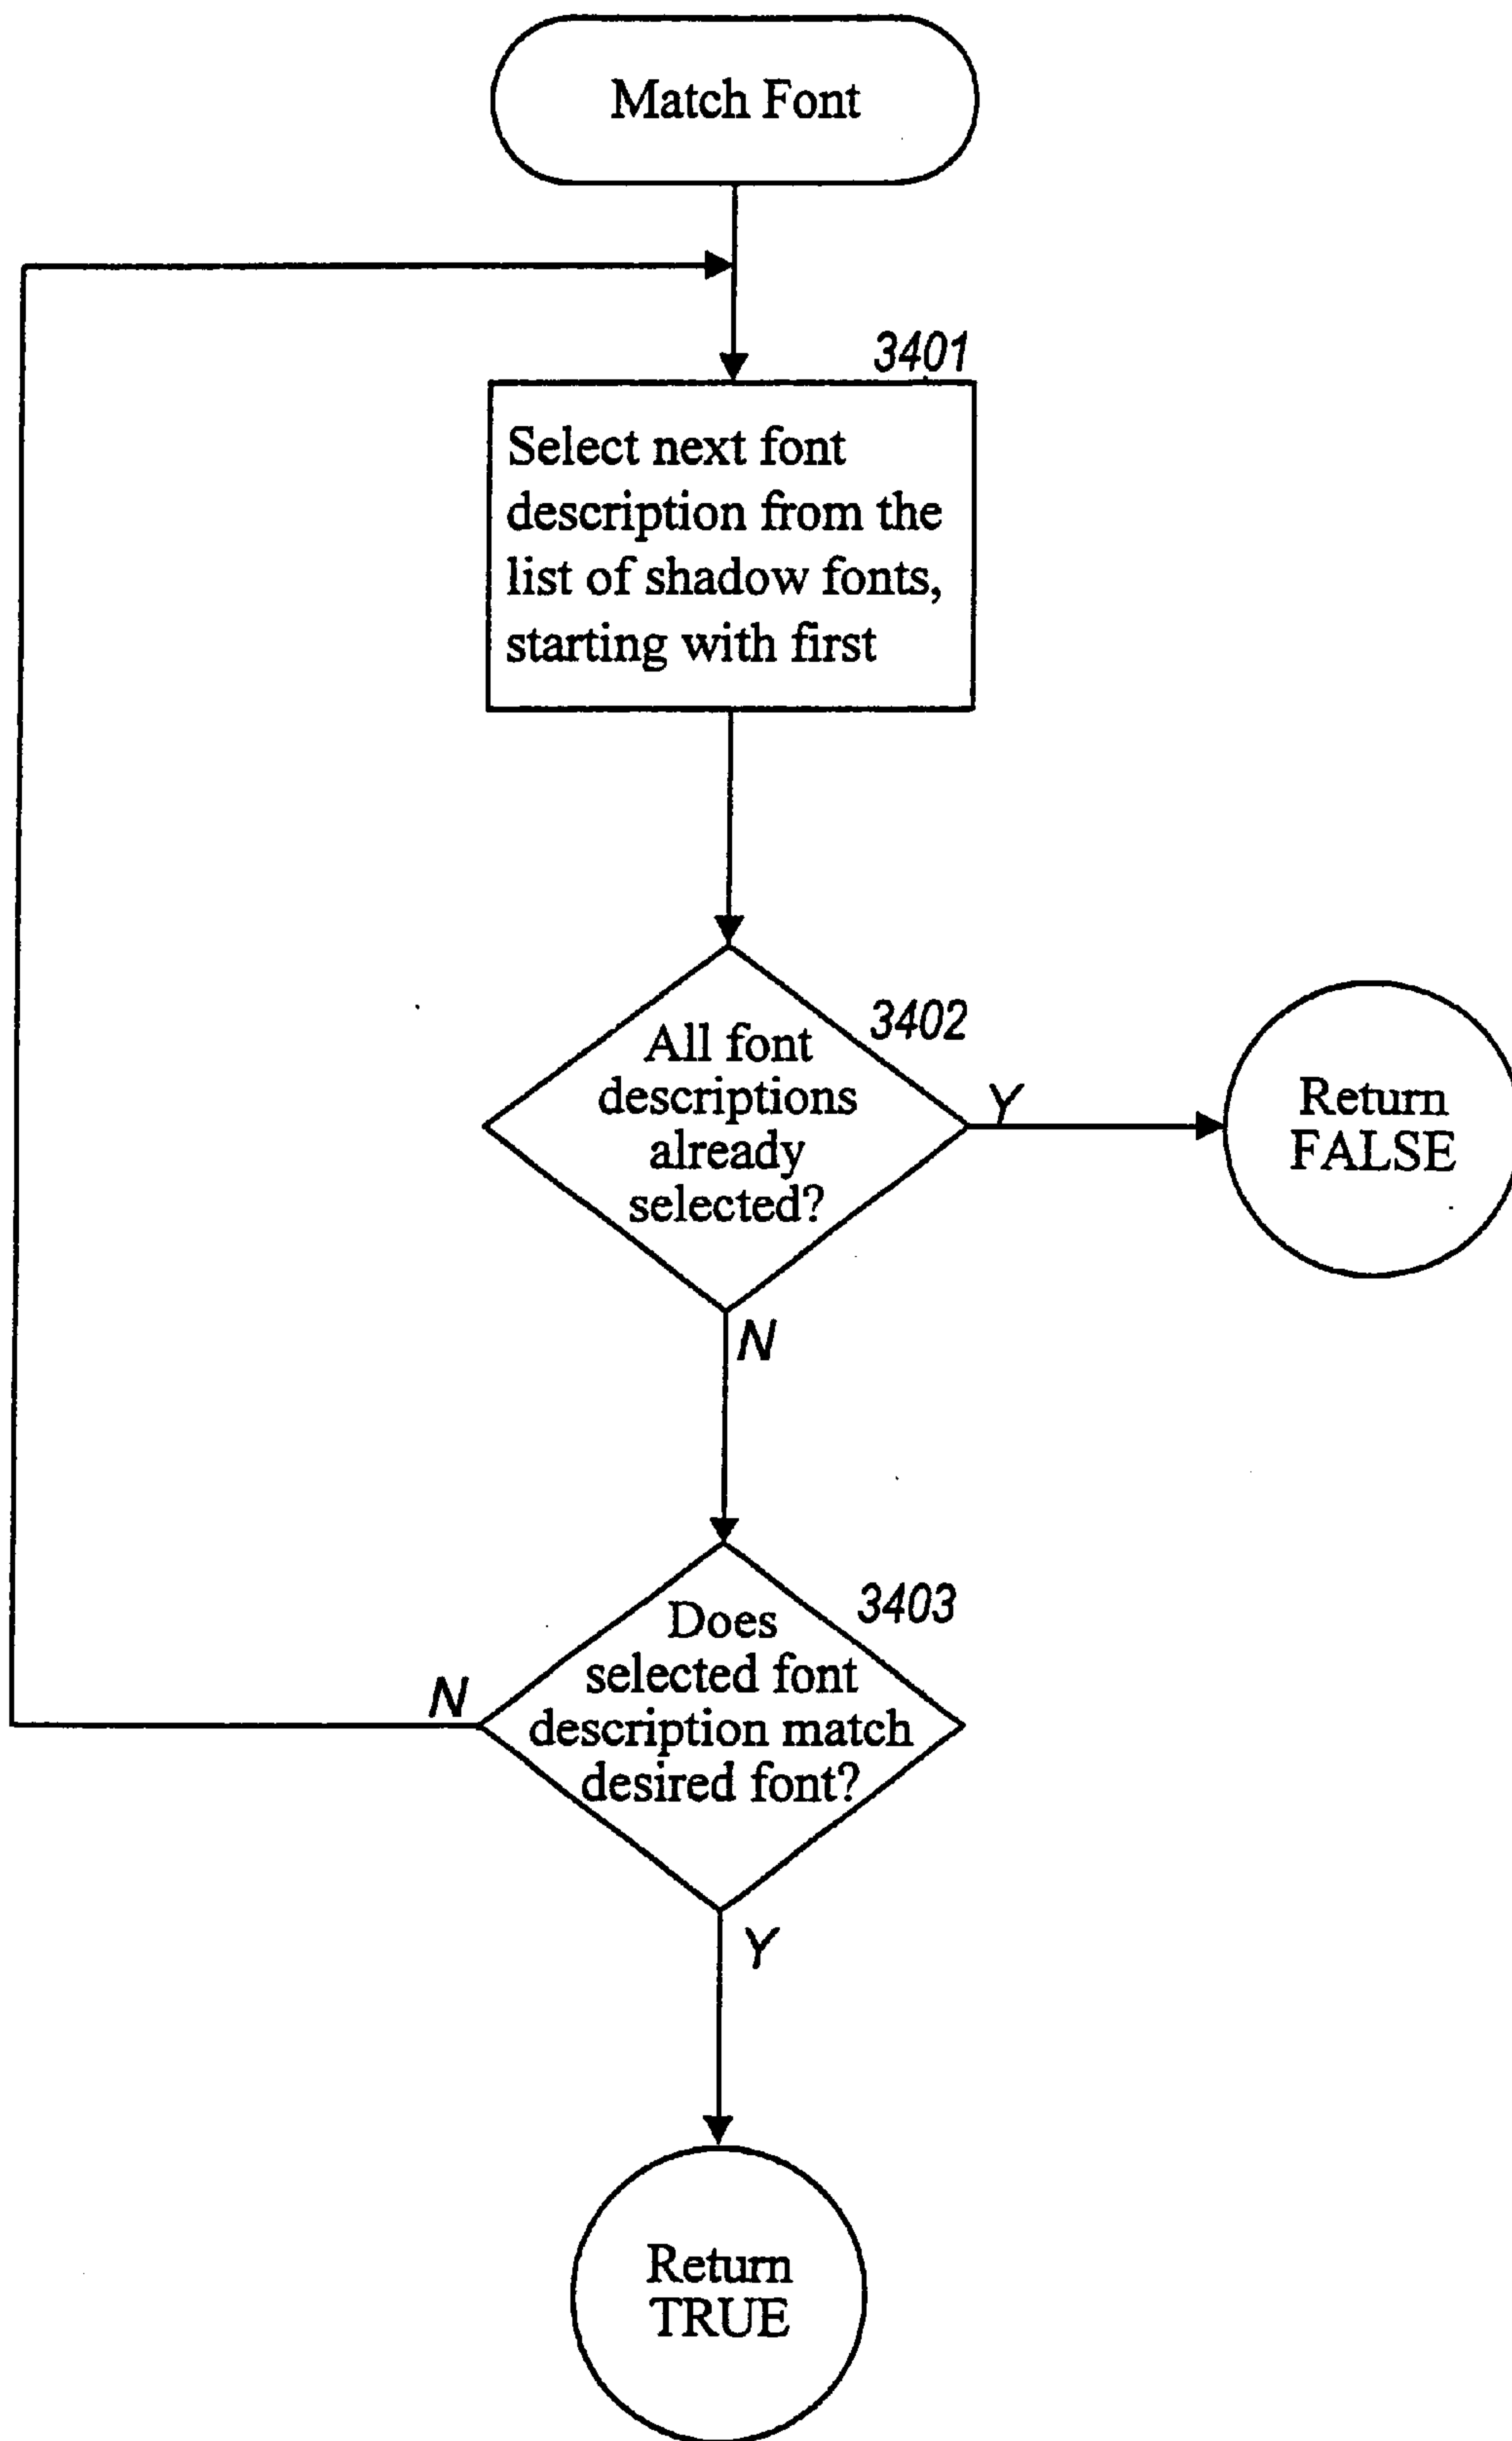 Match Font
3401
Select next font
description from the
list of shadow fonts,
starting with first
3402
All font
descriptions
already
selected?
Y
Return
FALSE
N
3403
Does
selected font
description match
desired font?
N
Y
Return
TRUE